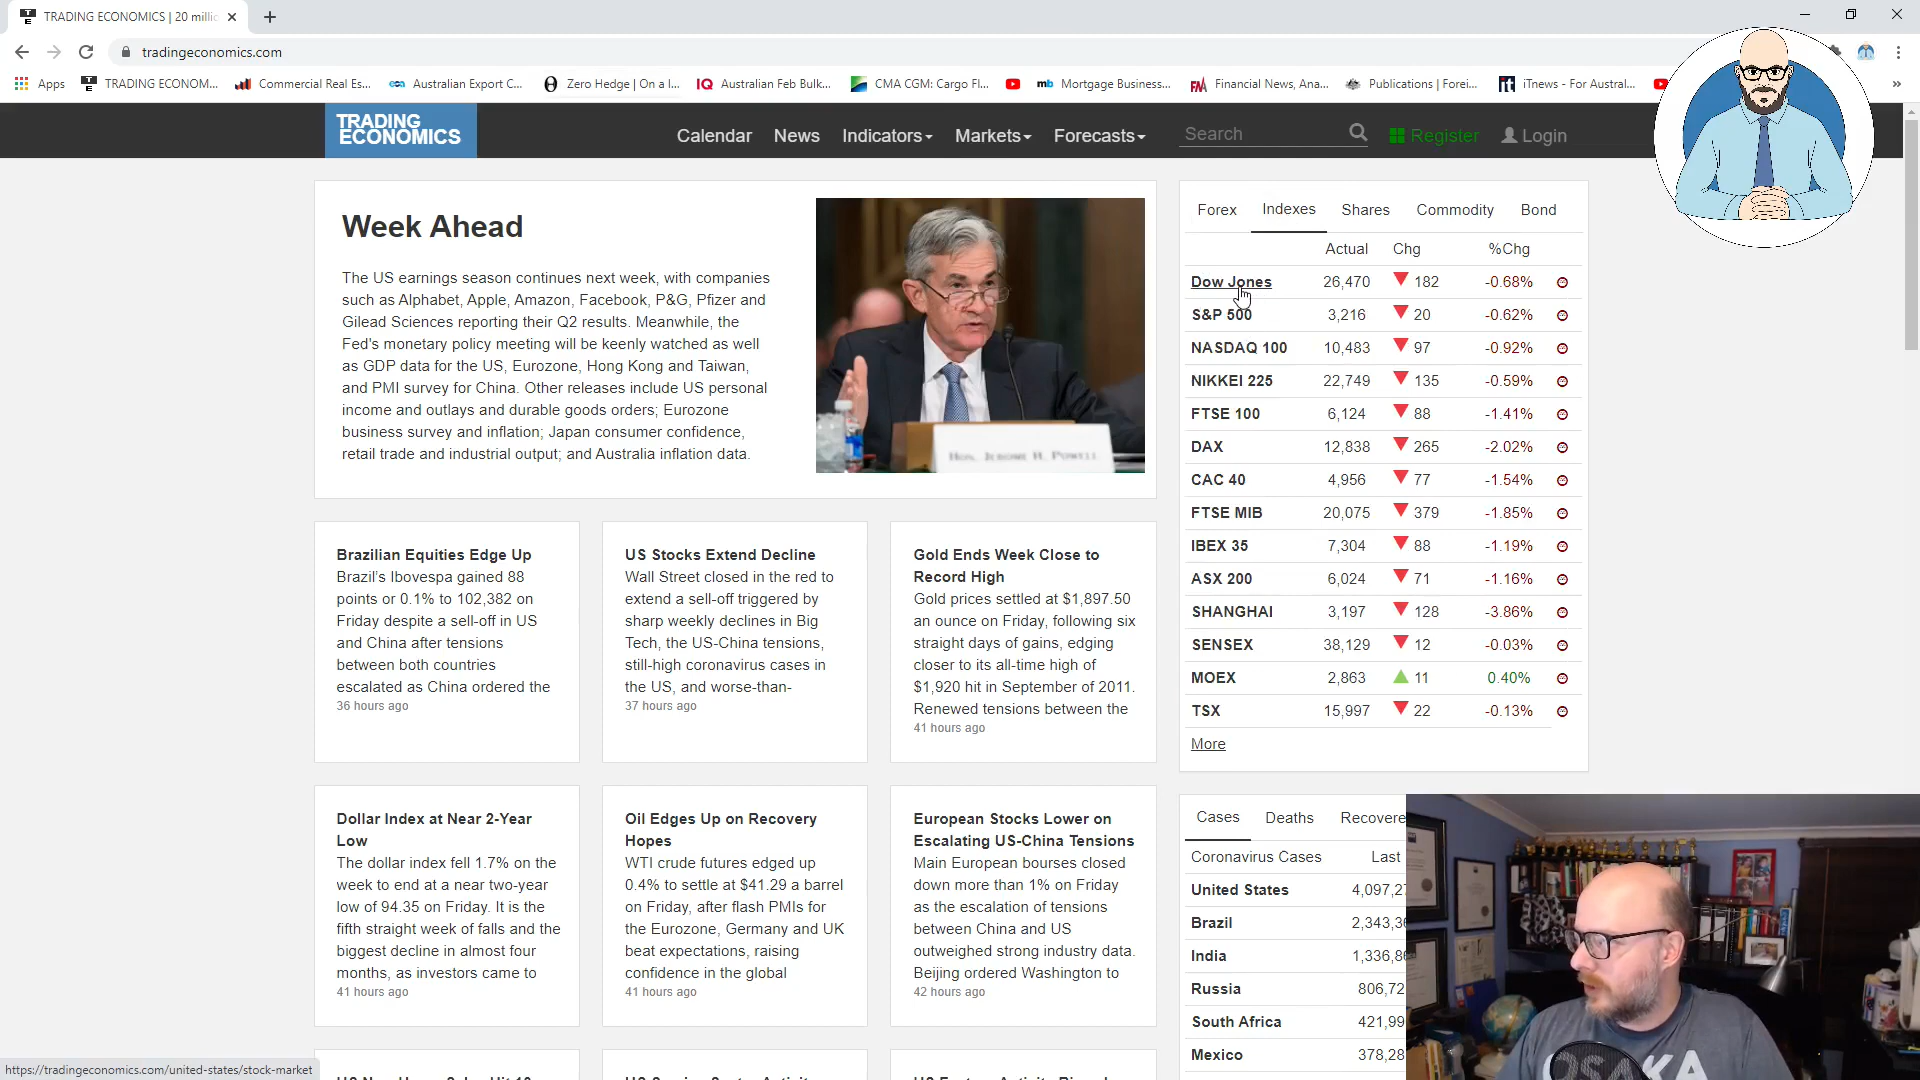 TRADING ECONOMICS | 20 millio
tradingeconomics.com
Apps
TRADING ECONOM...
Commercial Real Es...
Australian Export C...
Zero Hedge | On a l...
IQ
Australian Feb Bulk...
CMA CGM: Cargo Fl...
mb
Mortgage Business...
FM
Financial News, Ana...
Publications | Forei...
it
iTnews - For Austral...
TRADING
ECONOMICS
Calendar
News
Indicators
Markets
Forecasts
Search
Register
Login
Week Ahead
The US earnings season continues next week, with companies
such as Alphabet, Apple, Amazon, Facebook, P&G, Pfizer and
Gilead Sciences reporting their Q2 results. Meanwhile, the
Fed's monetary policy meeting will be keenly watched as well
as GDP data for the US, Eurozone, Hong Kong and Taiwan,
and PMI survey for China. Other releases include US personal
income and outlays and durable goods orders; Eurozone
business survey and inflation; Japan consumer confidence,
retail trade and industrial output; and Australia inflation data.
Hon. Jerome H. Powell
Forex Indexes Shares Commodity Bond
Actual Chg %Chg
Dow Jones 26,470 182 -0.68%
S&P 500 3,216 20 -0.62%
NASDAQ 100 10,483 97 -0.92%
NIKKEI 225 22,749 135 -0.59%
FTSE 100 6,124 88 -1.41%
DAX 12,838 265 -2.02%
CAC 40 4,956 77 -1.54%
FTSE MIB 20,075 379 -1.85%
IBEX 35 7,304 88 -1.19%
ASX 200 6,024 71 -1.16%
SHANGHAI 3,197 128 -3.86%
SENSEX 38,129 12 -0.03%
MOEX 2,863 11 0.40%
TSX 15,997 22 -0.13%
More
Brazilian Equities Edge Up
Brazil's Ibovespa gained 88
points or 0.1% to 102,382 on
Friday despite a sell-off in US
and China after tensions
between both countries
escalated as China ordered the
36 hours ago
US Stocks Extend Decline
Wall Street closed in the red to
extend a sell-off triggered by
sharp weekly declines in Big
Tech, the US-China tensions,
still-high coronavirus cases in
the US, and worse-than-
37 hours ago
Gold Ends Week Close to
Record High
Gold prices settled at $1,897.50
an ounce on Friday, following six
straight days of gains, edging
closer to its all-time high of
$1,920 hit in September of 2011.
Renewed tensions between the
41 hours ago
Dollar Index at Near 2-Year
Low
The dollar index fell 1.7% on the
week to end at a near two-year
low of 94.35 on Friday. It is the
fifth straight week of falls and the
biggest decline in almost four
months, as investors came to
41 hours ago
Oil Edges Up on Recovery
Hopes
WTI crude futures edged up
0.4% to settle at $41.29 a barrel
on Friday, after flash PMIs for
the Eurozone, Germany and UK
beat expectations, raising
confidence in the global
41 hours ago
European Stocks Lower on
Escalating US-China Tensions
Main European bourses closed
down more than 1% on Friday
as the escalation of tensions
between China and US
outweighed strong industry data.
Beijing ordered Washington to
42 hours ago
Cases Deaths Recovere
Coronavirus Cases Last
United States 4,097,27
Brazil 2,343,36
India 1,336,86
Russia 806,72
South Africa 421,99
Mexico 378,28
OSAKA
https://tradingeconomics.com/united-states/stock-market